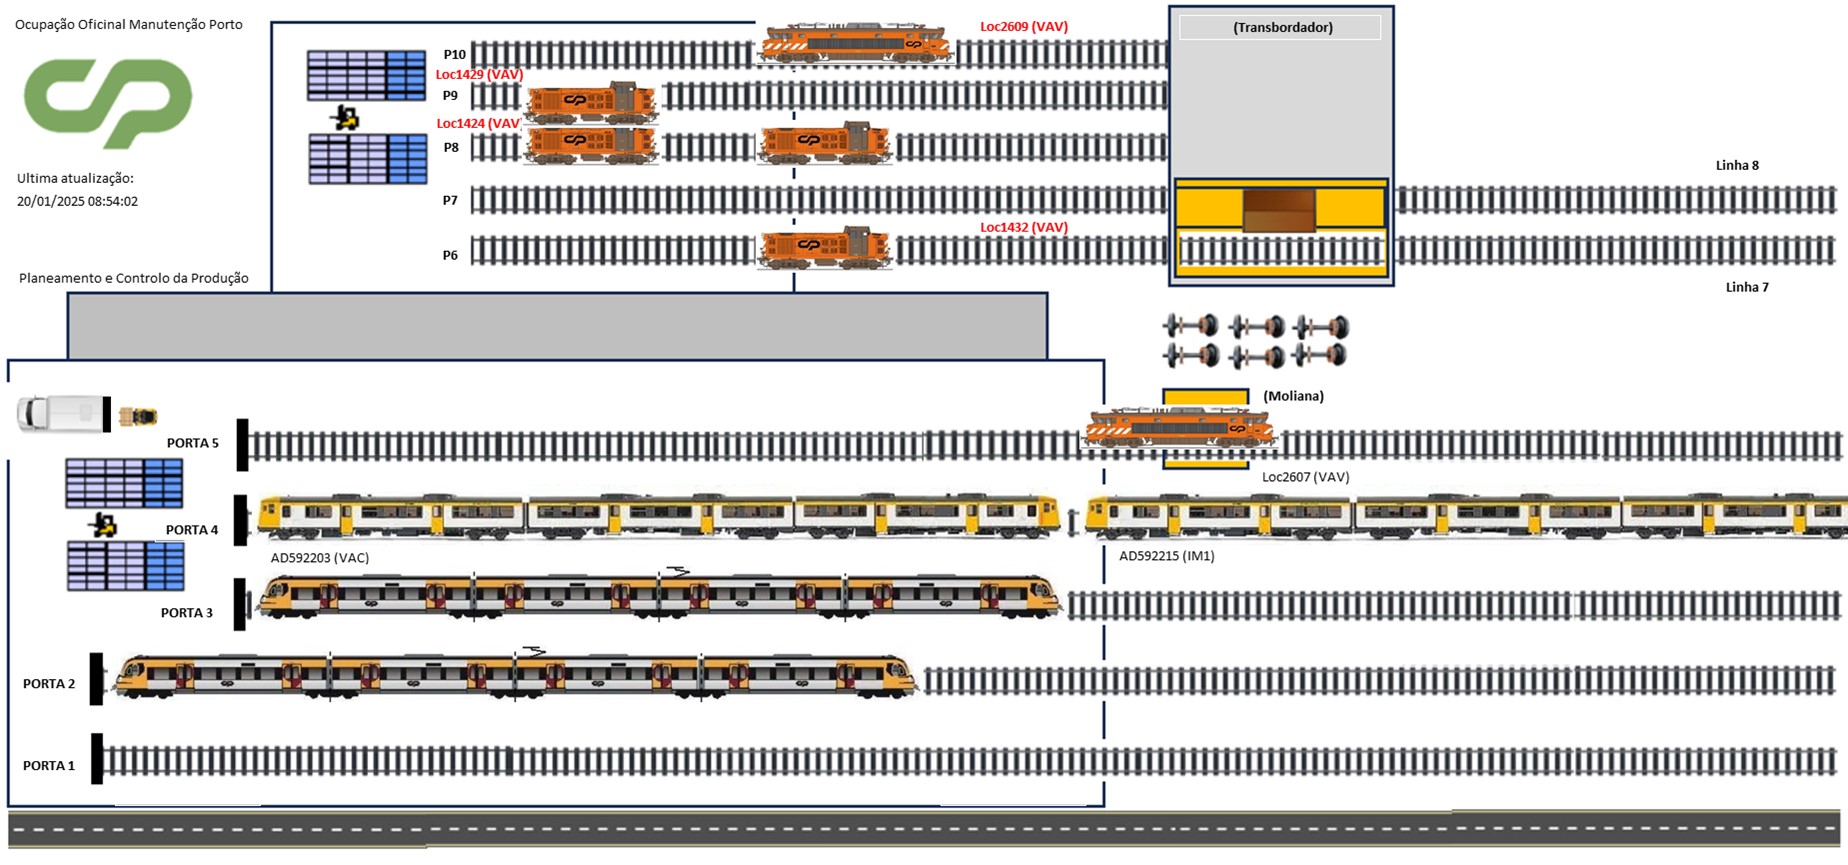 Ocupação Oficinal Manutenção Porto
Loc2609 (VAV)
(Transbordador)
P10
Loc1429 (VAV)
P9
Loc1424 (VAV)
P8
Ultima atualização:
20/01/2025 08:54:02
Linha 8
P7
Loc1432 (VAV)
P6
Planeamento e Controlo da Produção
Linha 7
(Moliana)
PORTA 5
Loc2607 (VAV)
PORTA 4
AD592203 (VAC)
AD592215 (IM1)
PORTA 3
PORTA 2
PORTA 1